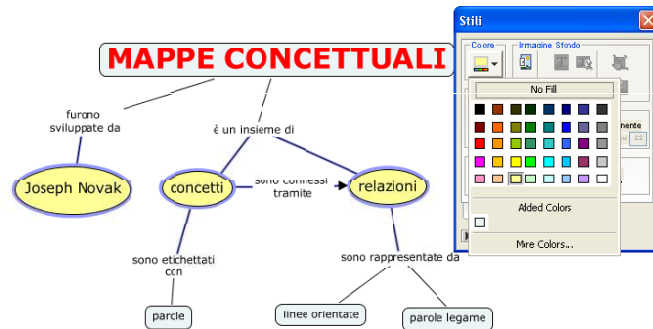 MAPPE CONCETTUALI
furono
sviluppate da
è un insieme di
Joseph Novak
concetti
sono connessi
tramite
relazioni
sono etichettati
con
sono rappresentate da
parole
linee orientate
parole legame
Stili
Colore
Immagine Sfondo
No Fill
22
Added Colors
More Colors...